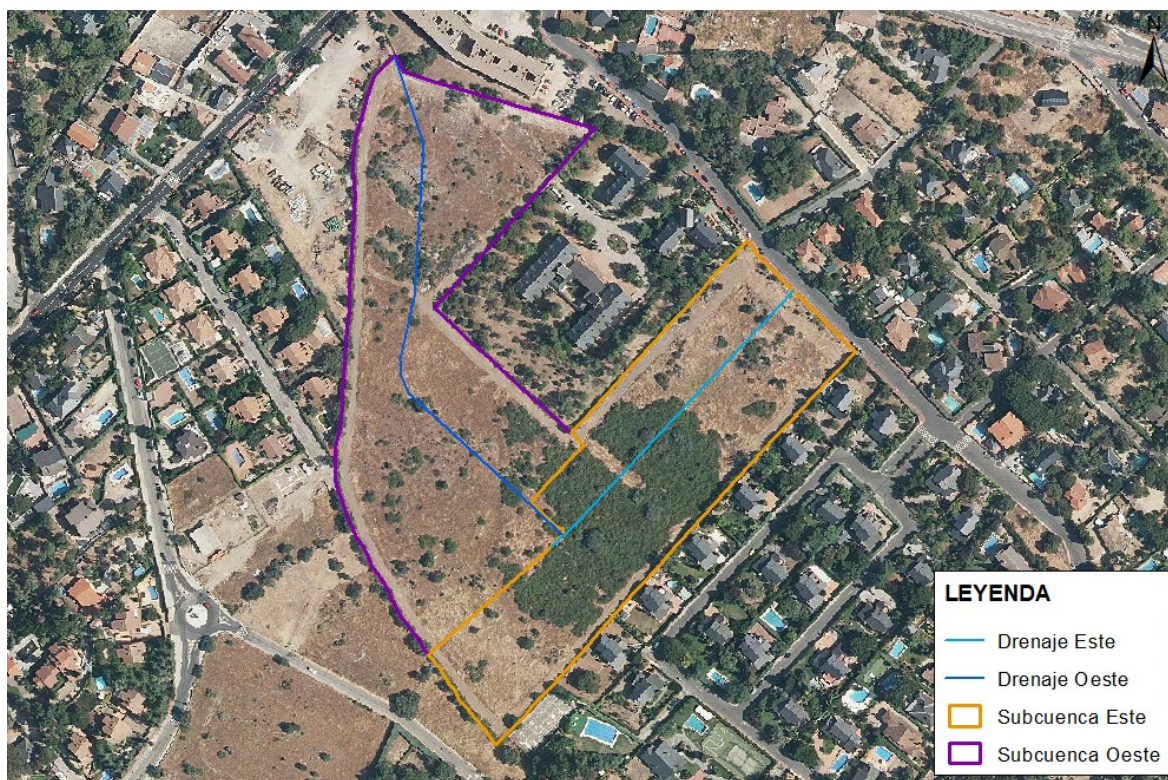 N
LEYENDA
Drenaje Este
Drenaje Oeste
Subcuenca Este
Subcuenca Oeste